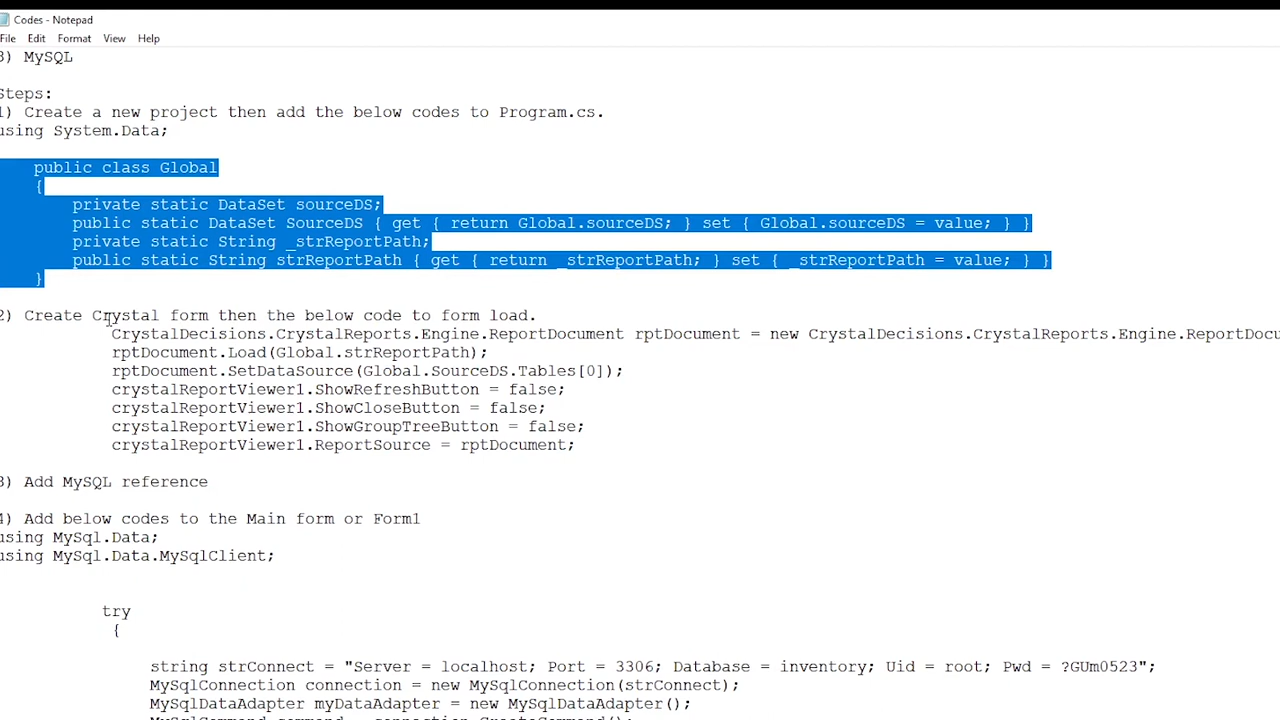 Codes - Notepad
File Edit Format View Help
3) MySQL
Steps:
1) Create a new project then add the below codes to Program.cs.
using System.Data;
public class Global
{
private static DataSet sourceDS;
public static DataSet SourceDS { get { return Global.sourceDS; } set { Global.sourceDS = value; } }
private static String _strReportPath;
public static String strReportPath { get { return _strReportPath; } set { _strReportPath = value; } }
}
2) Create Crystal form then the below code to form load.
CrystalDecisions.CrystalReports.Engine.ReportDocument rptDocument = new CrystalDecisions.CrystalReports.Engine.ReportDocu
rptDocument.Load(Global.strReportPath);
rptDocument.SetDataSource(Global.SourceDS.Tables[0]);
crystalReportViewer1.ShowRefreshButton = false;
crystalReportViewer1.ShowCloseButton = false;
crystalReportViewer1.ShowGroupTreeButton = false;
crystalReportViewer1.ReportSource = rptDocument;
3) Add MySQL reference
4) Add below codes to the Main form or Form1
using MySql.Data;
using MySql.Data.MySqlClient;
try
{
string strConnect = "Server = localhost; Port = 3306; Database = inventory; Uid = root; Pwd = ?GUm0523";
MySqlConnection connection = new MySqlConnection(strConnect);
MySqlDataAdapter myDataAdapter = new MySqlDataAdapter();
MySqlCommand command = connection.CreateCommand();